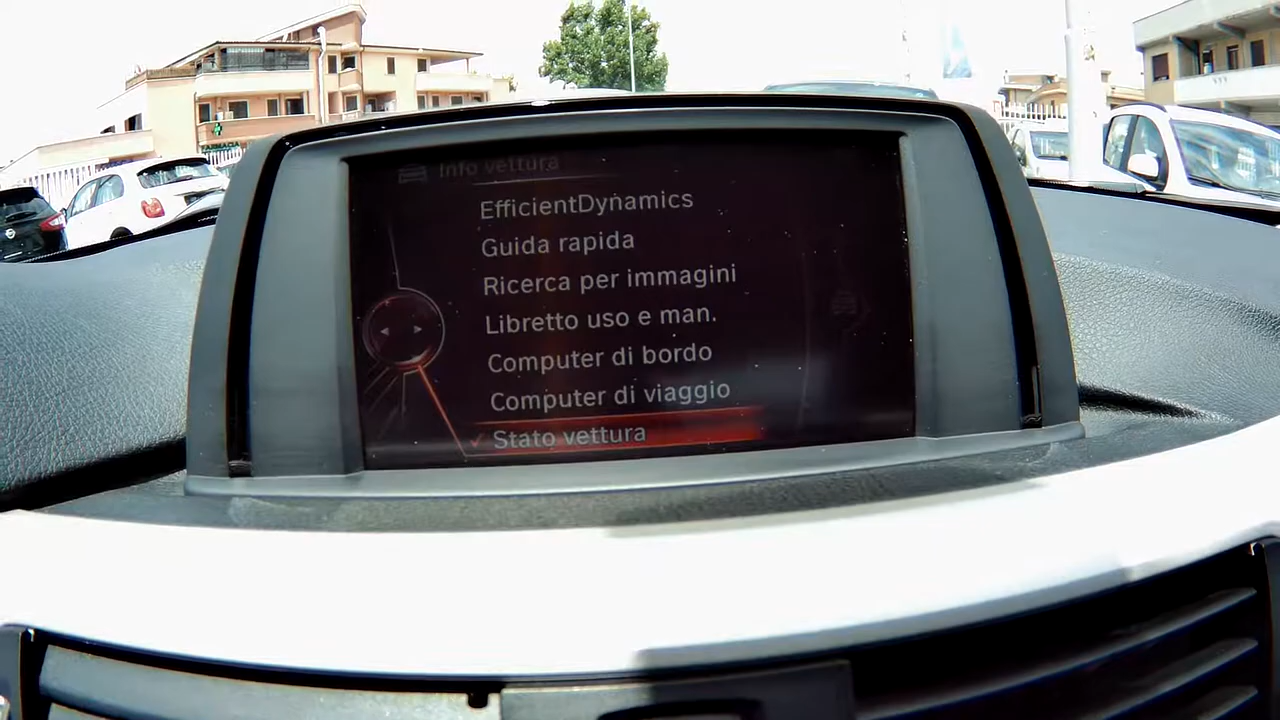 FARMACIA
Info vettura
EfficientDynamics
Guida rapida
Ricerca per immagini
Libretto uso e man.
Computer di bordo
Computer di viaggio
Stato vettura